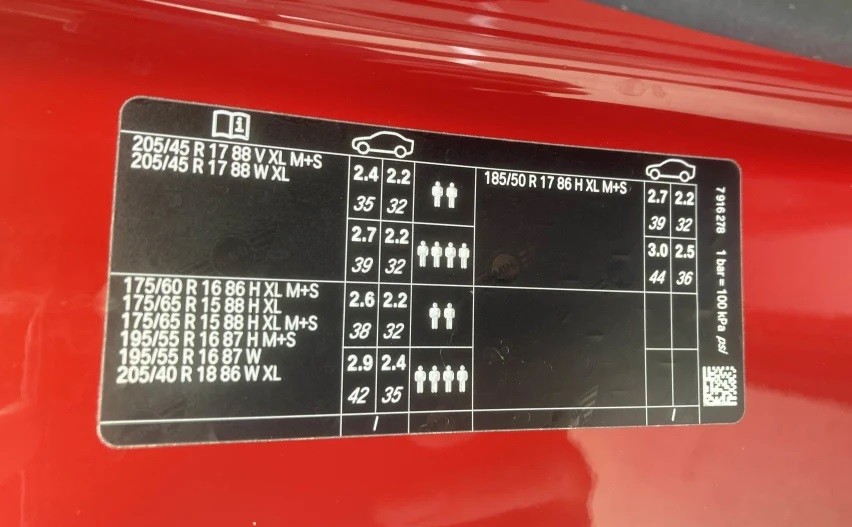 205/45 R 17 88 V XL M+S
205/45 R 17 88 W XL
2.4 2.2
35 32
2.7 2.2
39 32
175/60 R 16 86 H XL M+S
175/65 R 15 88 H XL
175/65 R 15 88 H XL M+S
195/55 R 16 87 H M+S
195/55 R 16 87 W
205/40 R 18 86 W XL
2.6 2.2
38 32
2.9 2.4
42 35
/
185/50 R 17 86 H XL M+S
2.7 2.2
39 32
3.0 2.5
44 36
/
7 916 278 1 bar = 100 kPa psi